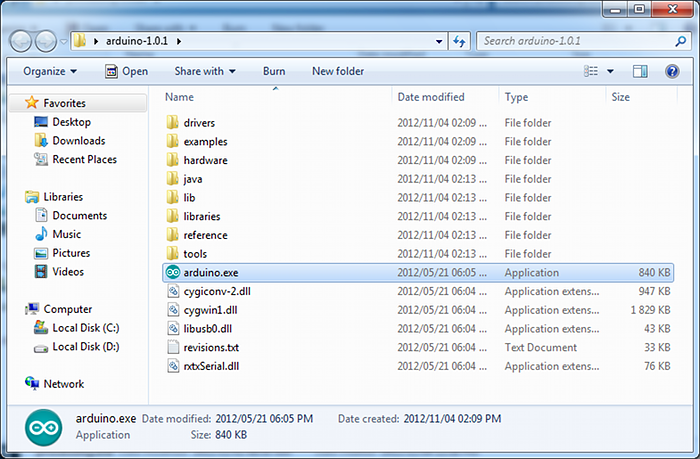 arduino-1.0.1
Search arduino-1.0.1
Organize Open Share with Burn New folder
Name Date modified Type Size
Favorites
Desktop
Downloads
Recent Places
Libraries
Documents
Music
Pictures
Videos
Computer
Local Disk (C:)
Local Disk (D:)
Network
drivers 2012/11/04 02:09 ... File folder
examples 2012/11/04 02:09 ... File folder
hardware 2012/11/04 02:09 ... File folder
java 2012/11/04 02:13 ... File folder
lib 2012/11/04 02:13 ... File folder
libraries 2012/11/04 02:13 ... File folder
reference 2012/11/04 02:13 ... File folder
tools 2012/11/04 02:13 ... File folder
arduino.exe 2012/05/21 06:05 ... Application 840 KB
cygiconv-2.dll 2012/05/21 06:04 ... Application extens... 947 KB
cygwin1.dll 2012/05/21 06:04 ... Application extens... 1 829 KB
libusb0.dll 2012/05/21 06:04 ... Application extens... 43 KB
revisions.txt 2012/05/21 06:04 ... Text Document 33 KB
rxtxSerial.dll 2012/05/21 06:04 ... Application extens... 76 KB
arduino.exe Date modified: 2012/05/21 06:05 PM Date created: 2012/11/04 02:09 PM
Application Size: 840 KB